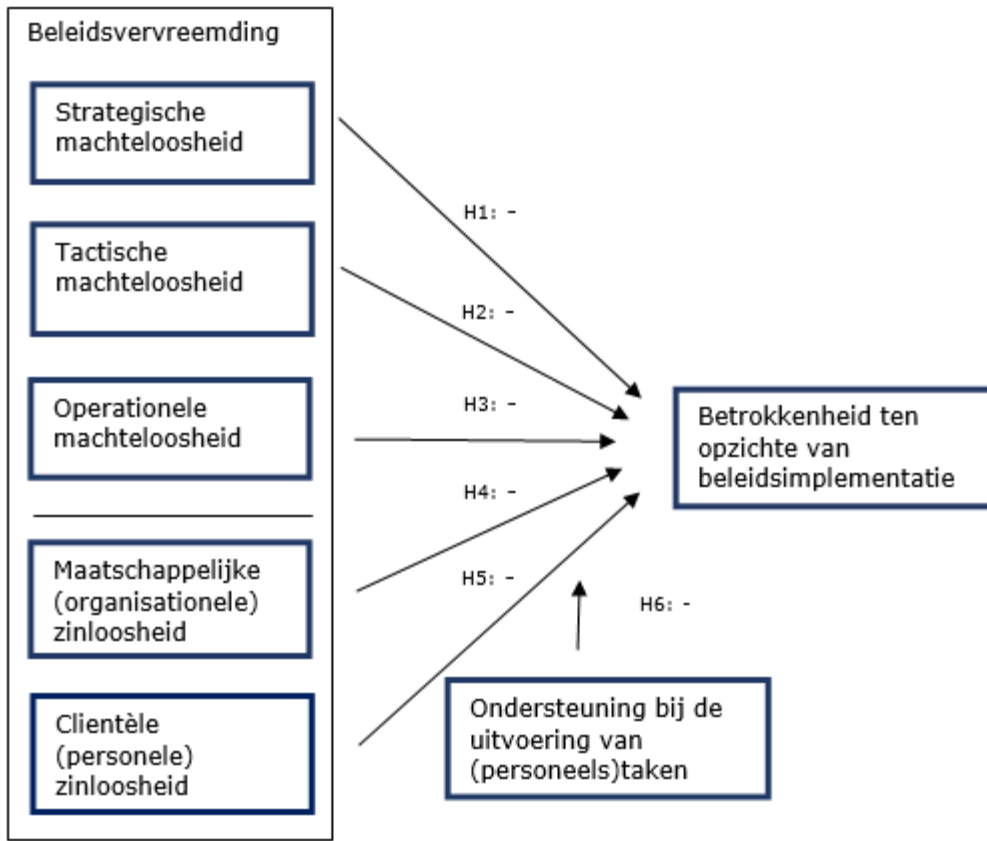 Beleidsvervreemding
Strategische
machteloosheid
Tactische
machteloosheid
Operationele
machteloosheid
Maatschappelijke
(organisationele)
zinloosheid
Clientèle
(personele)
zinloosheid
H1: -
H2: -
H3: -
H4: -
H5: -
H6: -
Betrokkenheid ten
opzichte van
beleidsimplementatie
Ondersteuning bij de
uitvoering van
(personeels)taken